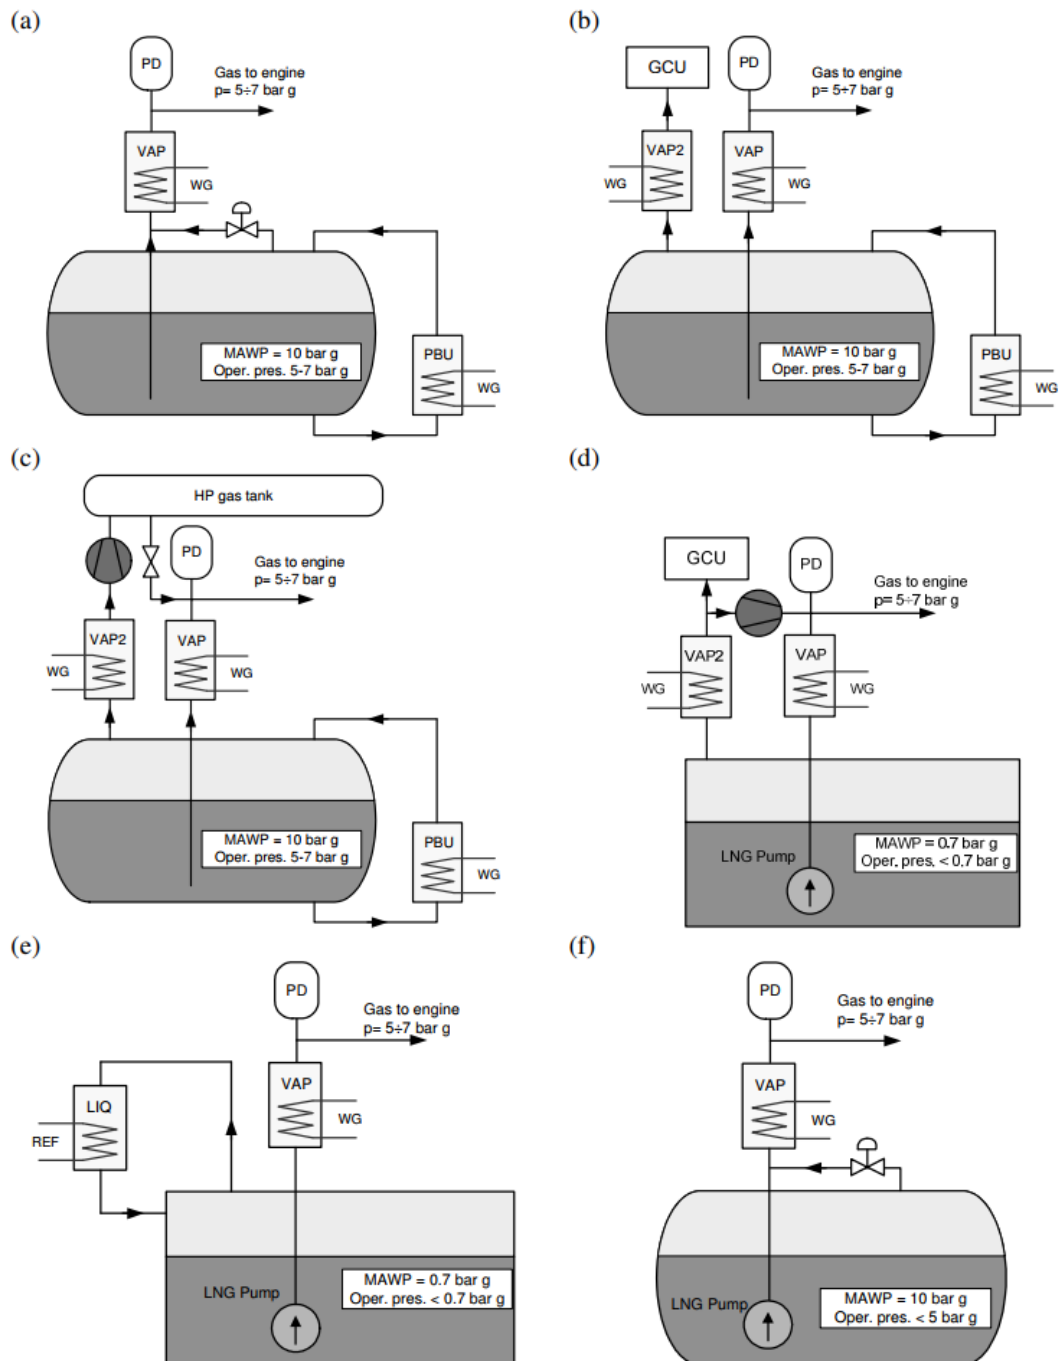 (a)
PD
Gas to engine
p= 5÷7 bar g
VAP
WG
MAWP = 10 bar g
Oper. pres. 5-7 bar g
PBU
WG
(b)
GCU
PD
Gas to engine
p= 5÷7 bar g
VAP2
VAP
WG
WG
MAWP = 10 bar g
Oper. pres. 5-7 bar g
PBU
WG
(c)
HP gas tank
PD
Gas to engine
p= 5÷7 bar g
VAP2
VAP
WG
WG
MAWP = 10 bar g
Oper. pres. 5-7 bar g
PBU
WG
(d)
GCU
PD
Gas to engine
p= 5÷7 bar g
VAP2
VAP
WG
WG
LNG Pump
MAWP = 0.7 bar g
Oper. pres. < 0.7 bar g
(e)
PD
Gas to engine
p= 5÷7 bar g
LIQ
VAP
REF
WG
LNG Pump
MAWP = 0.7 bar g
Oper. pres. < 0.7 bar g
(f)
PD
Gas to engine
p= 5÷7 bar g
VAP
WG
LNG Pump
MAWP = 10 bar g
Oper. pres. < 5 bar g